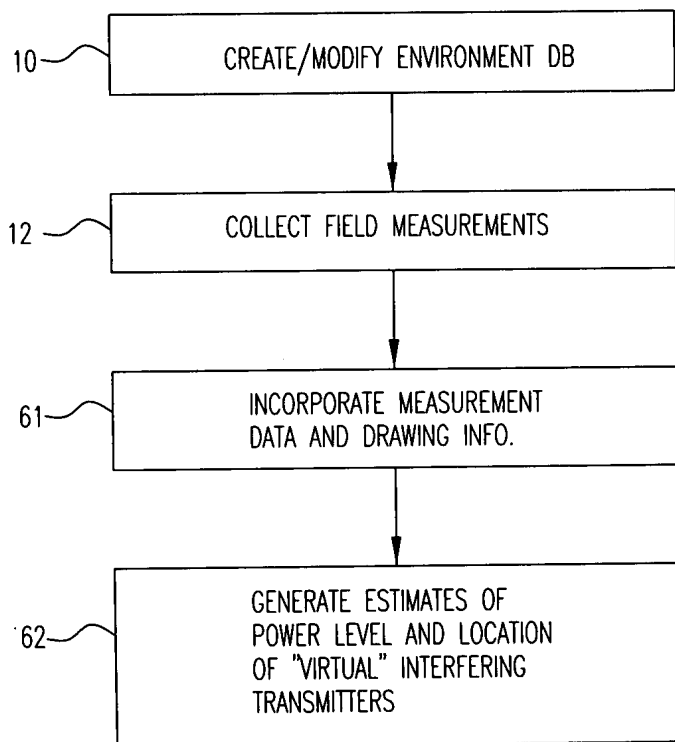 10
CREATE/MODIFY ENVIRONMENT DB
12
COLLECT FIELD MEASUREMENTS
61
INCORPORATE MEASUREMENT
DATA AND DRAWING INFO.
62
GENERATE ESTIMATES OF
POWER LEVEL AND LOCATION
OF "VIRTUAL" INTERFERING
TRANSMITTERS